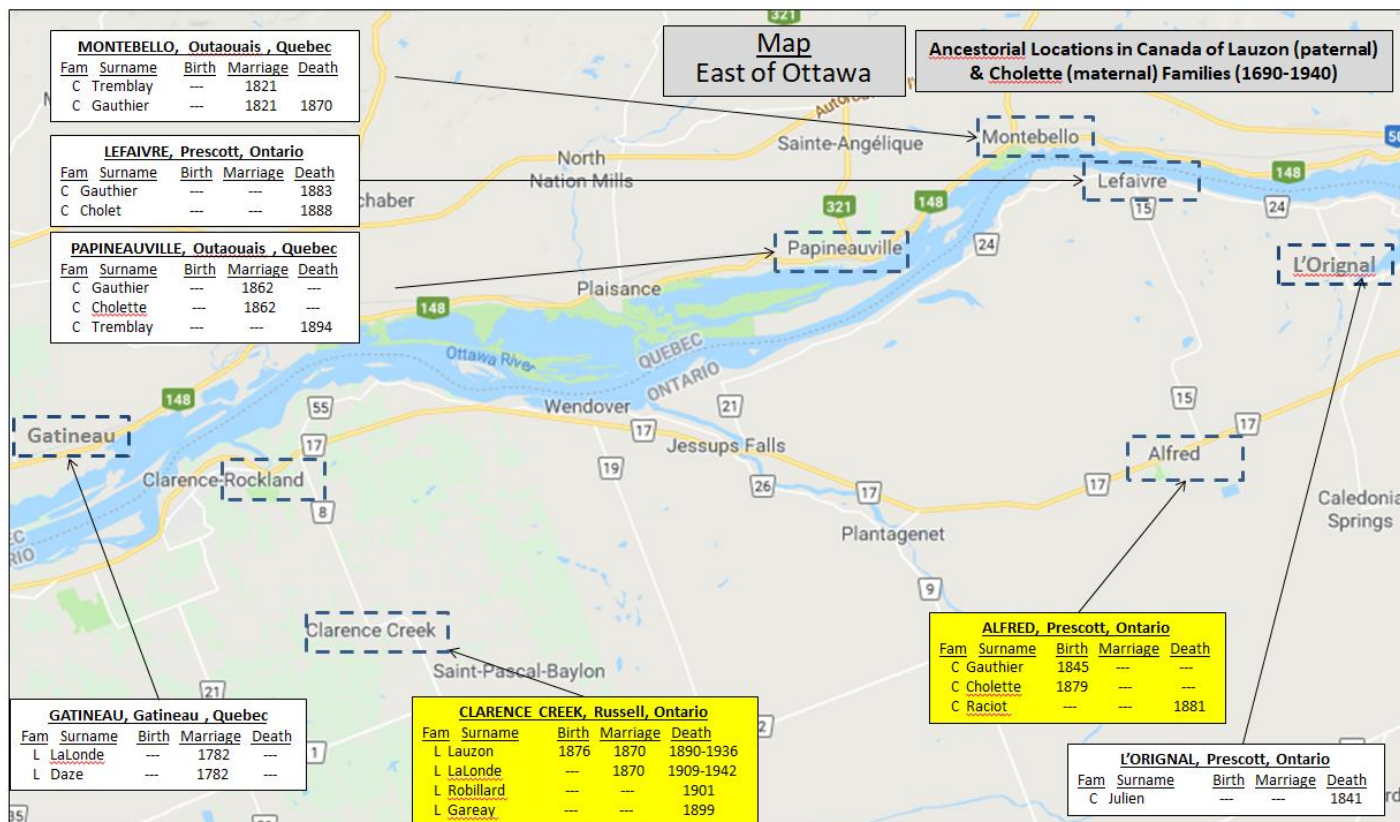 MONTEBELLO, Outaouais , Quebec
Fam Surname Birth Marriage Death
C Tremblay --- 1821
C Gauthier --- 1821 1870
LEFAIVRE, Prescott, Ontario
Fam Surname Birth Marriage Death
C Gauthier --- --- 1883
C Cholet --- --- 1888
PAPINEAUVILLE, Outaouais , Quebec
Fam Surname Birth Marriage Death
C Gauthier --- 1862 ---
C Cholette --- 1862 ---
C Tremblay --- --- 1894
Map
East of Ottawa
Ancestorial Locations in Canada of Lauzon (paternal)
& Cholette (maternal) Families (1690-1940)
321
Sainte-Angélique
Montebello
50
North
Nation Mills
Lefaivre
148
chaber
321
148
15
24
Papineauville
24
L'Orignal
Plaisance
148
QUEBEC
Ottawa River
ONTARIO
148
55
Wendover
21
15
17
Gatineau
17
17
Jessups Falls
Alfred
Clarence-Rockland
19
26
17
17
Caledonia
Springs
8
Plantagenet
9
Clarence Creek
Saint-Pascal-Baylon
21
1
2
35
21
GATINEAU, Gatineau , Quebec
Fam Surname Birth Marriage Death
L LaLonde --- 1782 ---
L Daze --- 1782 ---
CLARENCE CREEK, Russell, Ontario
Fam Surname Birth Marriage Death
L Lauzon 1876 1870 1890-1936
L LaLonde --- 1870 1909-1942
L Robillard --- --- 1901
L Gareay --- --- 1899
ALFRED, Prescott, Ontario
Fam Surname Birth Marriage Death
C Gauthier 1845 --- ---
C Cholette 1879 --- ---
C Raciot --- --- 1881
L'ORIGNAL, Prescott, Ontario
Fam Surname Birth Marriage Death
C Julien --- --- 1841